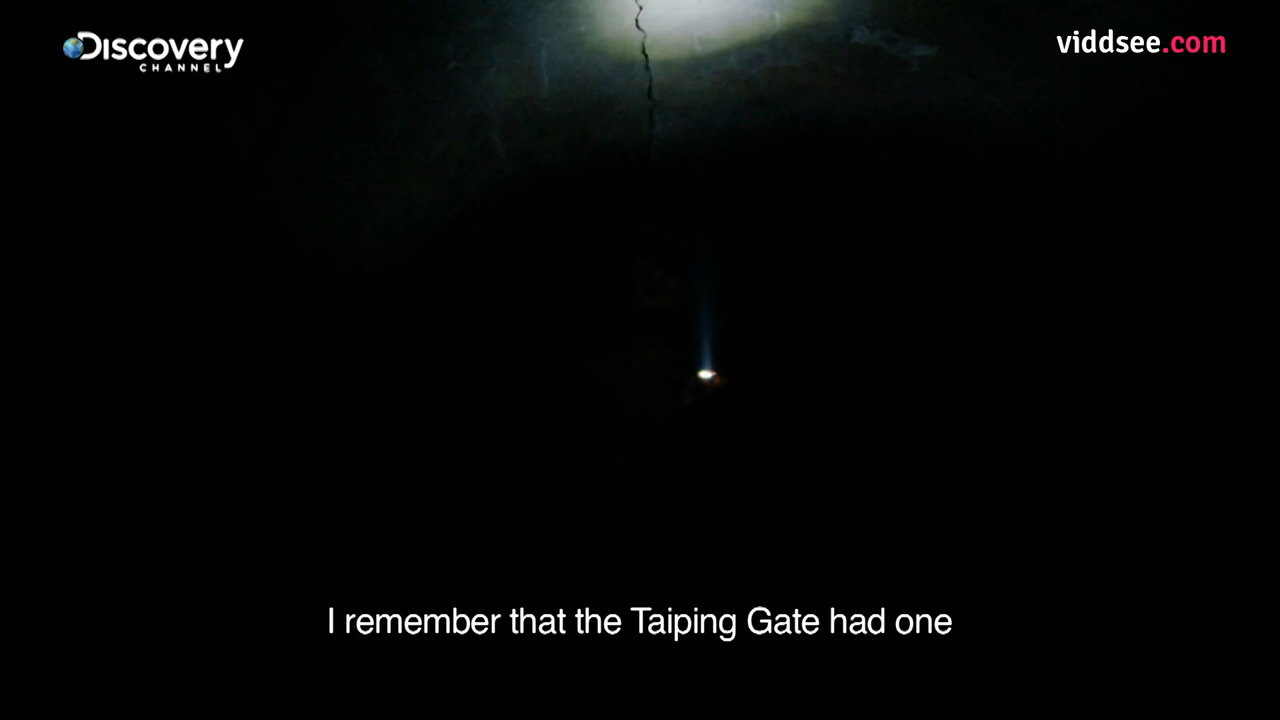 Discovery
CHANNEL
viddsee.com
I remember that the Taiping Gate had one